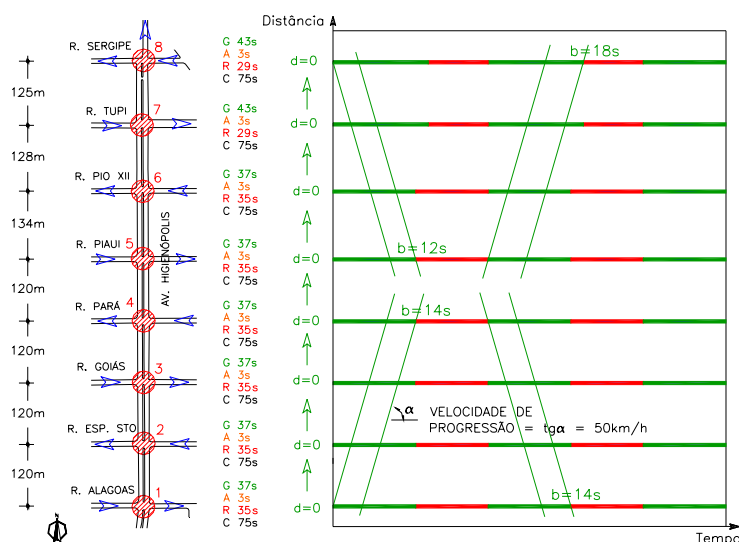 Distância
R. SERGIPE
8
G 43s
A 3s
R 29s
C 75s
d=0
b=18s
125m
R. TUPI
7
G 43s
A 3s
R 29s
C 75s
d=0
128m
R. PIO XII
6
G 37s
A 3s
R 35s
C 75s
d=0
134m
R. PIAUI
5
AV. HIGIENÓPOLIS
G 37s
A 3s
R 35s
C 75s
d=0
b=12s
120m
R. PARÁ
4
G 37s
A 3s
R 35s
C 75s
d=0
b=14s
120m
R. GOIÁS
3
G 37s
A 3s
R 35s
C 75s
d=0
120m
α VELOCIDADE DE
PROGRESSÃO = tgα = 50km/h
R. ESP. STO
2
G 37s
A 3s
R 35s
C 75s
d=0
120m
R. ALAGOAS
1
G 37s
A 3s
R 35s
C 75s
d=0
b=14s
N
Tempo